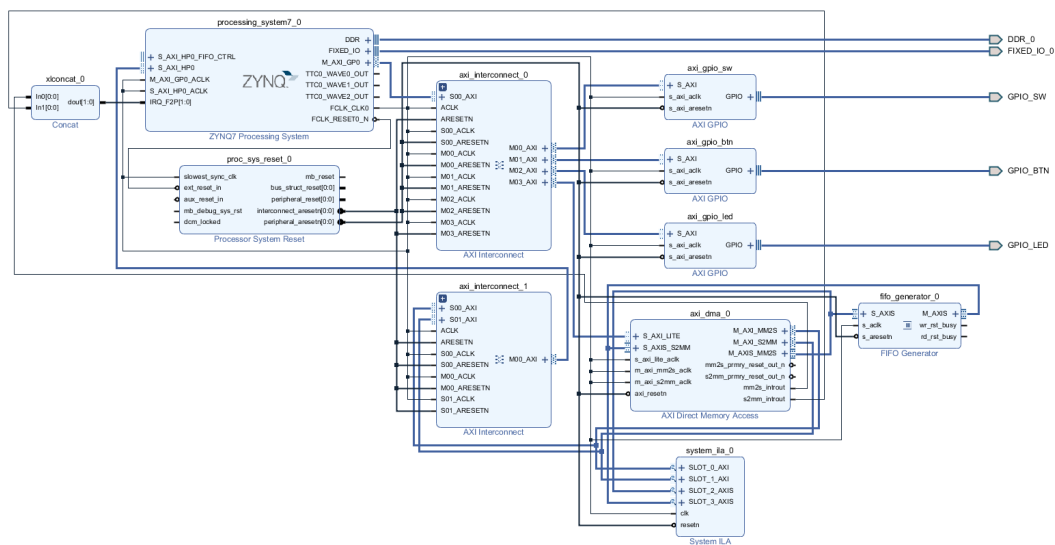 processing_system7_0
DDR
FIXED_IO
S_AXI_HP0_FIFO_CTRL
M_AXI_GP0
S_AXI_HP0
TTC0_WAVE0_OUT
M_AXI_GP0_ACLK
TTC0_WAVE1_OUT
S_AXI_HP0_ACLK
TTC0_WAVE2_OUT
IRQ_F2P[1:0]
FCLK_CLK0
FCLK_RESET0_N
ZYNQ
ZYNQ7 Processing System
DDR_0
FIXED_IO_0
xlconcat_0
In0[0:0]
In1[0:0]
dout[1:0]
Concat
proc_sys_reset_0
slowest_sync_clk
mb_reset
ext_reset_in
bus_struct_reset[0:0]
aux_reset_in
peripheral_reset[0:0]
mb_debug_sys_rst
interconnect_aresetn[0:0]
dcm_locked
peripheral_aresetn[0:0]
Processor System Reset
axi_interconnect_0
S00_AXI
ACLK
ARESETN
S00_ACLK
S00_ARESETN
M00_ACLK
M00_ARESETN
M01_ACLK
M01_ARESETN
M02_ACLK
M02_ARESETN
M03_ACLK
M03_ARESETN
M00_AXI
M01_AXI
M02_AXI
M03_AXI
AXI Interconnect
axi_gpio_sw
S_AXI
s_axi_aclk
s_axi_aresetn
GPIO
AXI GPIO
GPIO_SW
axi_gpio_btn
S_AXI
s_axi_aclk
s_axi_aresetn
GPIO
AXI GPIO
GPIO_BTN
axi_gpio_led
S_AXI
s_axi_aclk
s_axi_aresetn
GPIO
AXI GPIO
GPIO_LED
axi_interconnect_1
S00_AXI
S01_AXI
ACLK
ARESETN
S00_ACLK
S00_ARESETN
M00_ACLK
M00_ARESETN
S01_ACLK
S01_ARESETN
M00_AXI
AXI Interconnect
axi_dma_0
S_AXI_LITE
S_AXIS_S2MM
s_axi_lite_aclk
m_axi_mm2s_aclk
m_axi_s2mm_aclk
axi_resetn
M_AXI_MM2S
M_AXI_S2MM
M_AXIS_MM2S
mm2s_prmry_reset_out_n
s2mm_prmry_reset_out_n
mm2s_introut
s2mm_introut
AXI Direct Memory Access
fifo_generator_0
S_AXIS
s_aclk
s_aresetn
M_AXIS
wr_rst_busy
rd_rst_busy
FIFO Generator
system_ila_0
SLOT_0_AXI
SLOT_1_AXI
SLOT_2_AXIS
SLOT_3_AXIS
clk
resetn
System ILA